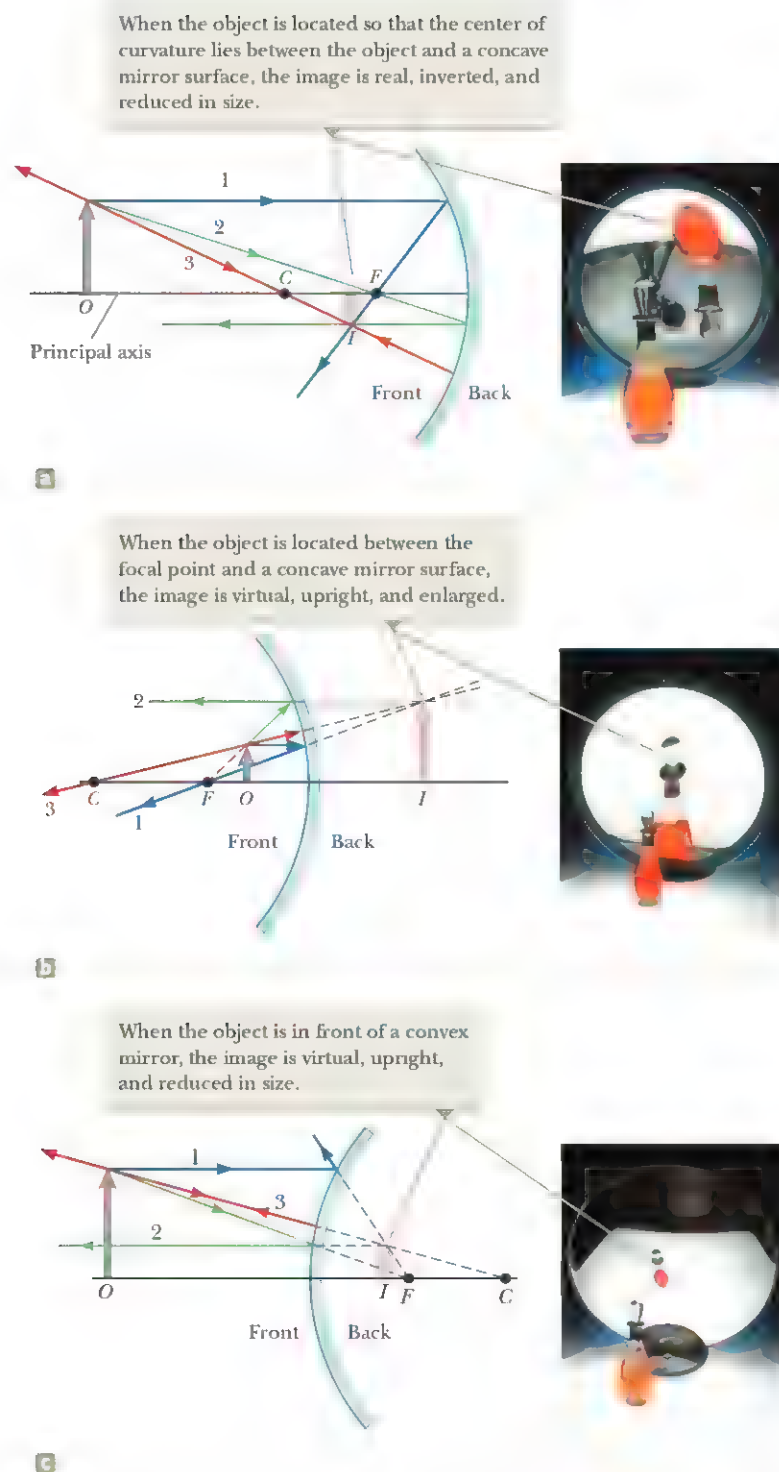 When the object is located so that the center of
curvature lies between the object and a concave
mirror surface, the image is real, inverted, and
reduced in size.
1
2
3
C
F
O
I
Principal axis
Front
Back
a
When the object is located between the
focal point and a concave mirror surface,
the image is virtual, upright, and enlarged.
2
3
C
F
O
I
1
Front
Back
b
When the object is in front of a convex
mirror, the image is virtual, upright,
and reduced in size.
1
3
2
O
I
F
C
Front
Back
c